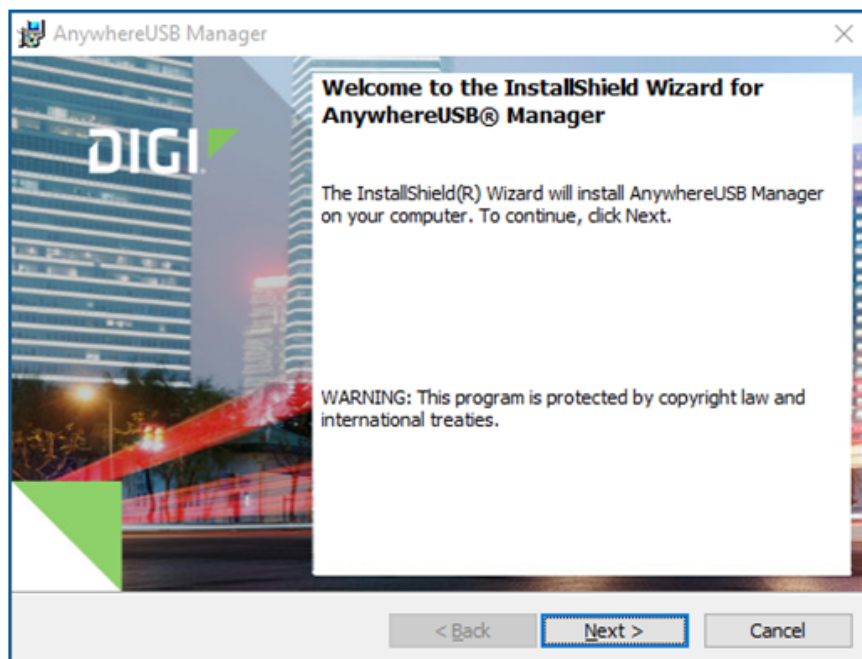 AnywhereUSB Manager
DIGI
Welcome to the InstallShield Wizard for
AnywhereUSB® Manager
The InstallShield(R) Wizard will install AnywhereUSB Manager
on your computer. To continue, click Next.
WARNING: This program is protected by copyright law and
international treaties.
< Back
Next >
Cancel